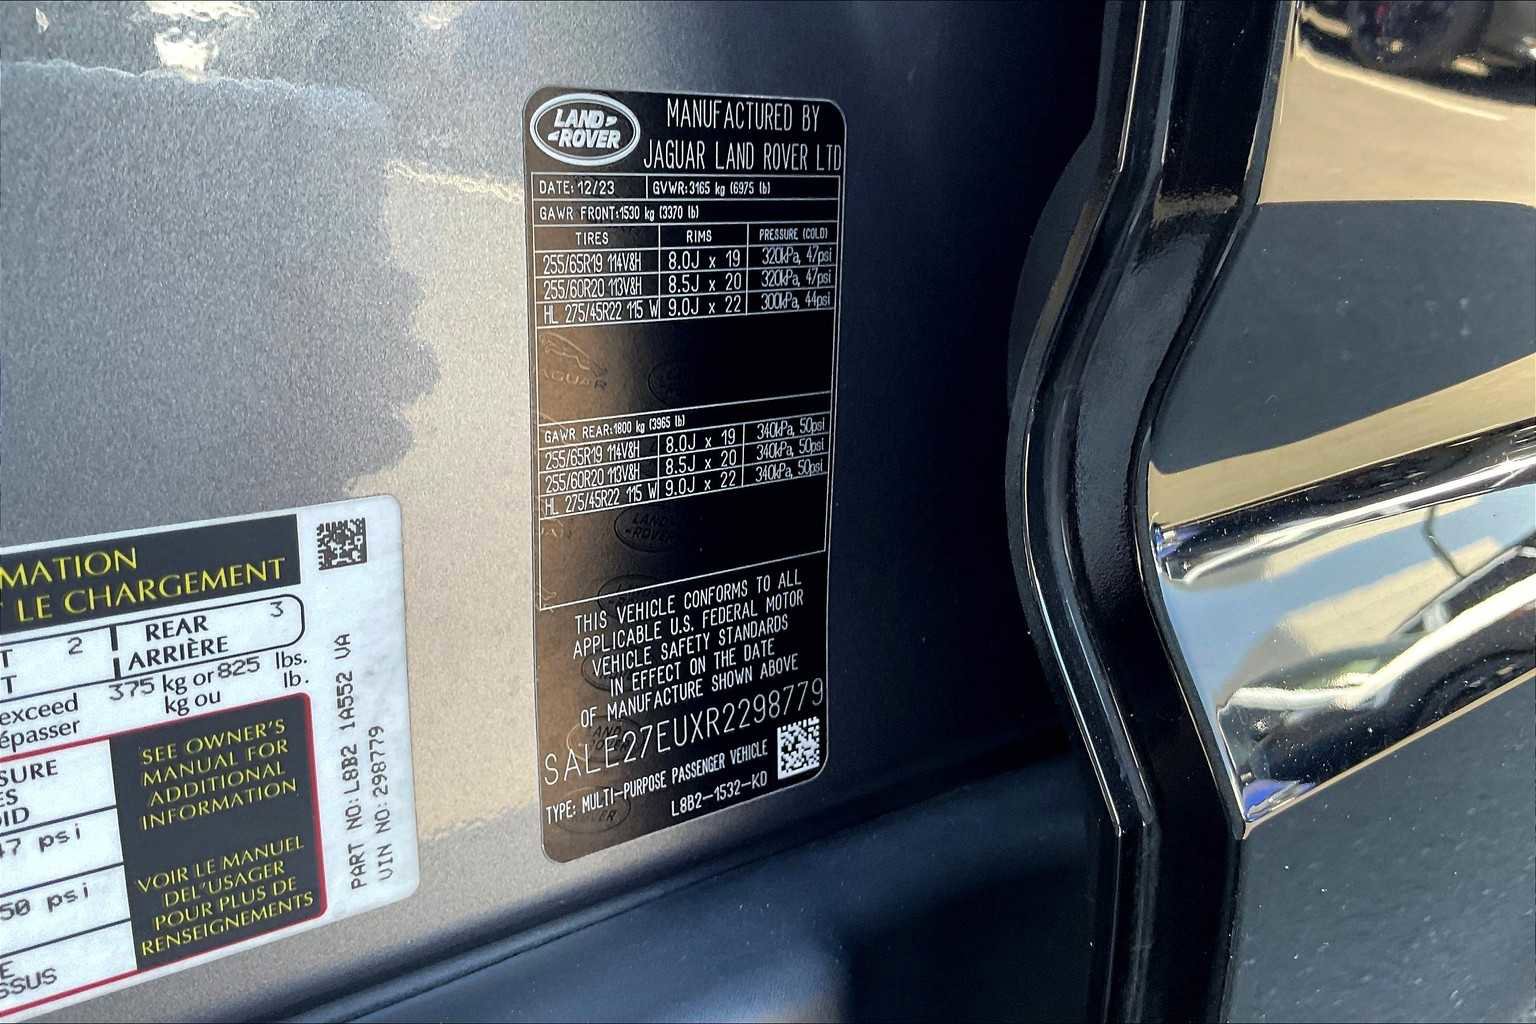 LAND
ROVER
MANUFACTURED BY
JAGUAR LAND ROVER LTD
DATE: 12/23 GVWR:3165 kg (6975 lb)
GAWR FRONT:1530 kg (3370 lb)
TIRES RIMS PRESSURE (COLD)
255/65R19 114V&H 8.0J x 19 320kPa, 47psi
255/60R20 113V&H 8.5J x 20 320kPa, 47psi
HL 275/45R22 115 W 9.0J x 22 300kPa, 44psi
JAGUAR
GAWR REAR:1800 kg (3965 lb)
255/65R19 114V&H 8.0J x 19 340kPa, 50psi
255/60R20 113V&H 8.5J x 20 340kPa, 50psi
HL 275/45R22 115 W 9.0J x 22 340kPa, 50psi
LAND
ROVER
THIS VEHICLE CONFORMS TO ALL
APPLICABLE U.S. FEDERAL MOTOR
VEHICLE SAFETY STANDARDS
IN EFFECT ON THE DATE
OF MANUFACTURE SHOWN ABOVE
SALE27EUXR2298779
TYPE: MULTI-PURPOSE PASSENGER VEHICLE
L8B2-1532-KD
MATION
LE CHARGEMENT
T 2 REAR 3
T ARRIÈRE
exceed 375 kg or 825 lbs.
épasser kg ou lb.
SURE
ES
OID
47 psi
50 psi
E
SSUS
SEE OWNER'S
MANUAL FOR
ADDITIONAL
INFORMATION
VOIR LE MANUEL
DEL'USAGER
POUR PLUS DE
RENSEIGNEMENTS
PART NO:L8B2 1A552 VA
VIN NO:298779